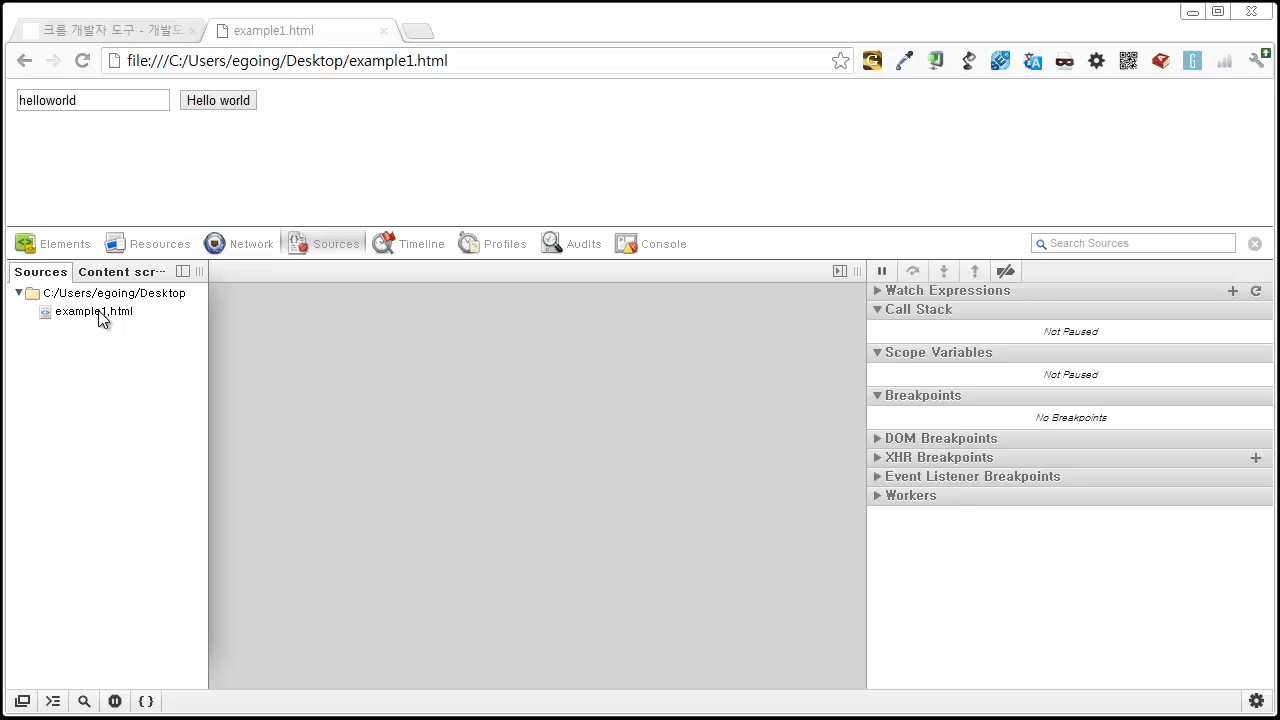 크롬 개발자 도구 - 개발도
example1.html
file:///C:/Users/egoing/Desktop/example1.html
helloworld
Hello world
Elements
Resources
Network
Sources
Timeline
Profiles
Audits
Console
Search Sources
Sources
Content scr···
C:/Users/egoing/Desktop
example1.html
Watch Expressions
Call Stack
Not Paused
Scope Variables
Not Paused
Breakpoints
No Breakpoints
DOM Breakpoints
XHR Breakpoints
Event Listener Breakpoints
Workers